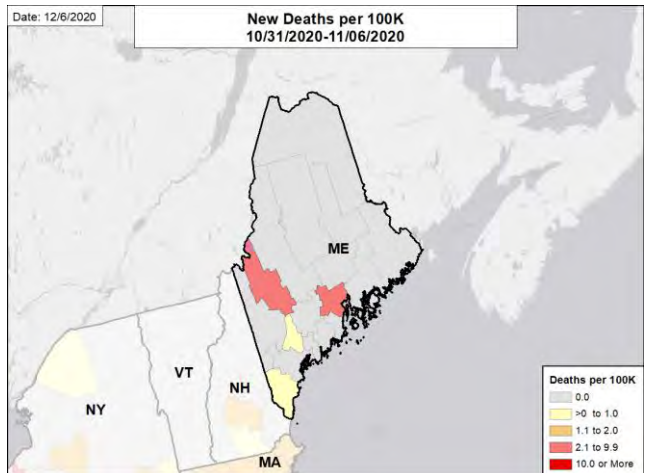 Date: 12/6/2020
New Deaths per 100K
10/31/2020-11/06/2020
ME
VT
NH
NY
MA
Deaths per 100K
0.0
>0 to 1.0
1.1 to 2.0
2.1 to 9.9
10.0 or More